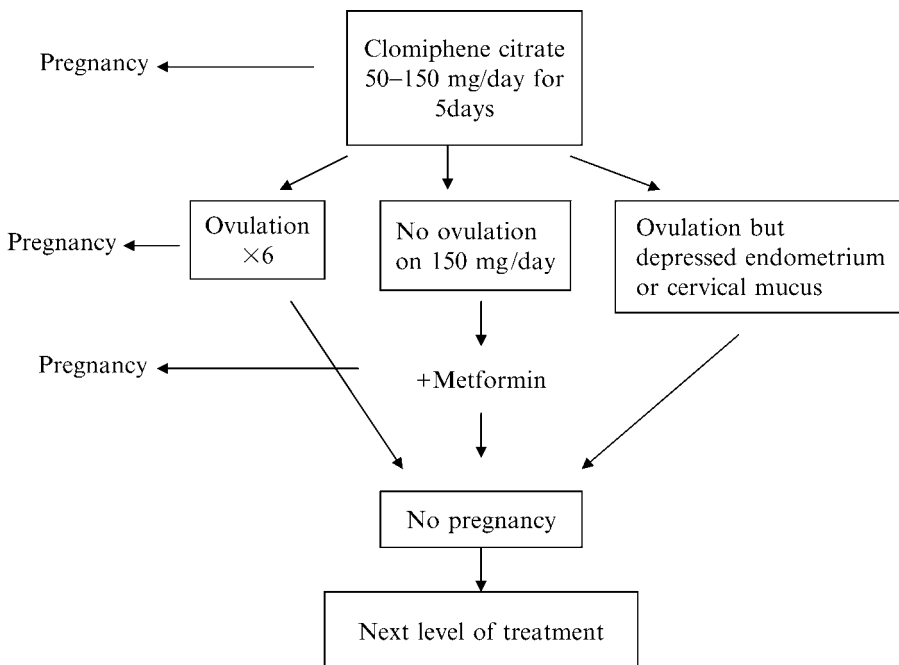 Clomiphene citrate
50–150 mg/day for
5days
Pregnancy
Ovulation
×6
No ovulation
on 150 mg/day
Ovulation but
depressed endometrium
or cervical mucus
Pregnancy
Pregnancy
+Metformin
No pregnancy
Next level of treatment